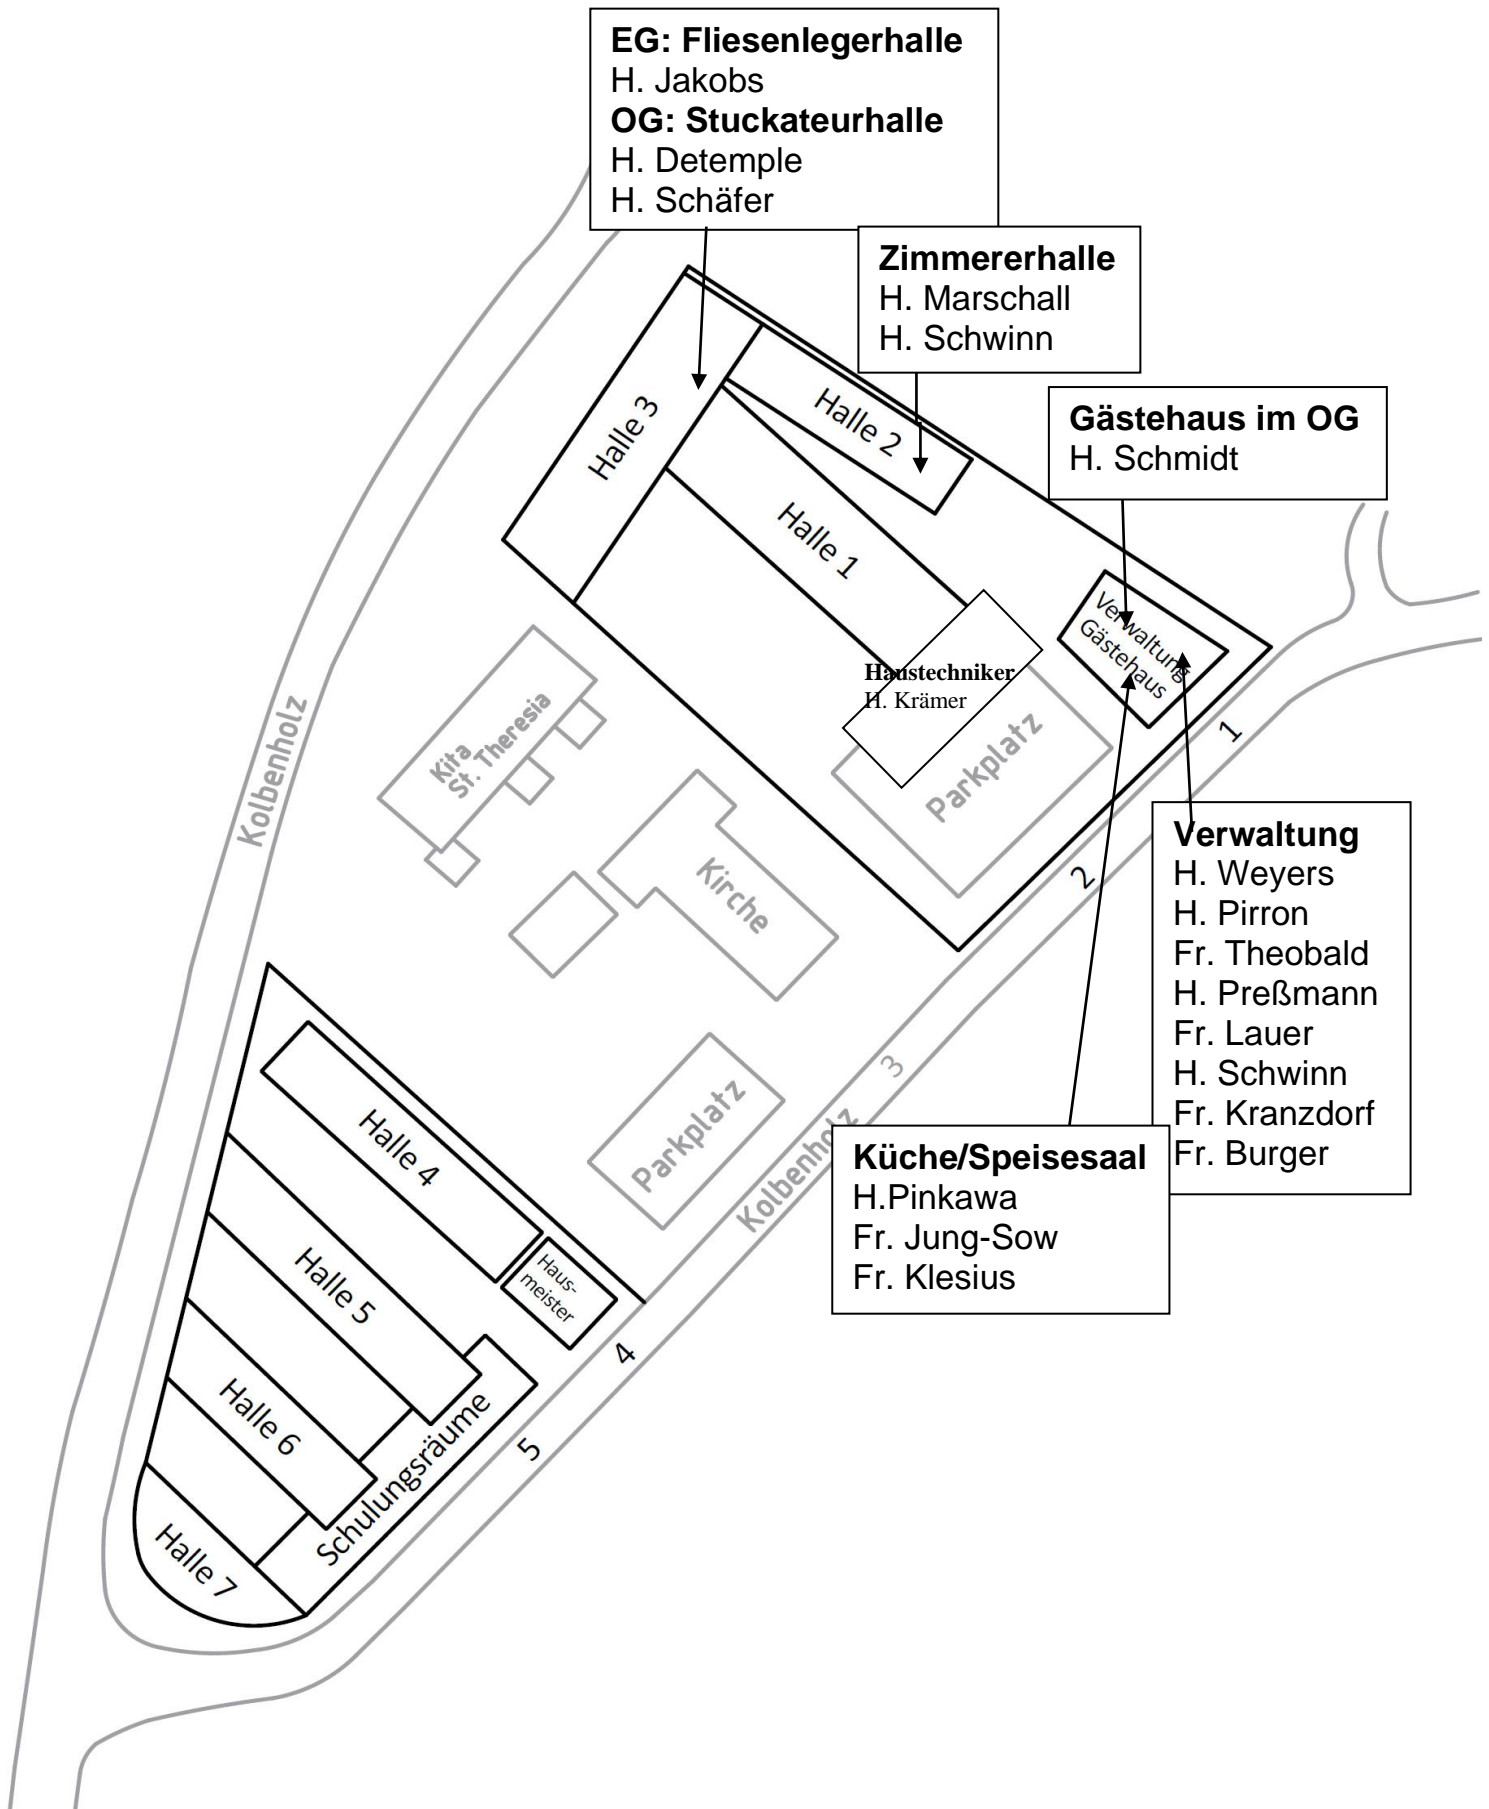 EG: Fliesenlegerhalle
H. Jakobs
OG: Stuckateurhalle
H. Detemple
H. Schäfer
Zimmererhalle
H. Marschall
H. Schwinn
Gästehaus im OG
H. Schmidt
Halle 3
Halle 2
Halle 1
Verwaltung
Gästehaus
Haustechniker
H. Krämer
Parkplatz
Kolbenholz
Kita
St. Theresia
Kirche
1
2
Verwaltung
H. Weyers
H. Pirron
Fr. Theobald
H. Preßmann
Fr. Lauer
H. Schwinn
Fr. Kranzdorf
Fr. Burger
3
Kolbenholz
Parkplatz
Küche/Speisesaal
H.Pinkawa
Fr. Jung-Sow
Fr. Klesius
Halle 4
Haus-
meister
Halle 5
4
Halle 6
5
Schulungsräume
Halle 7